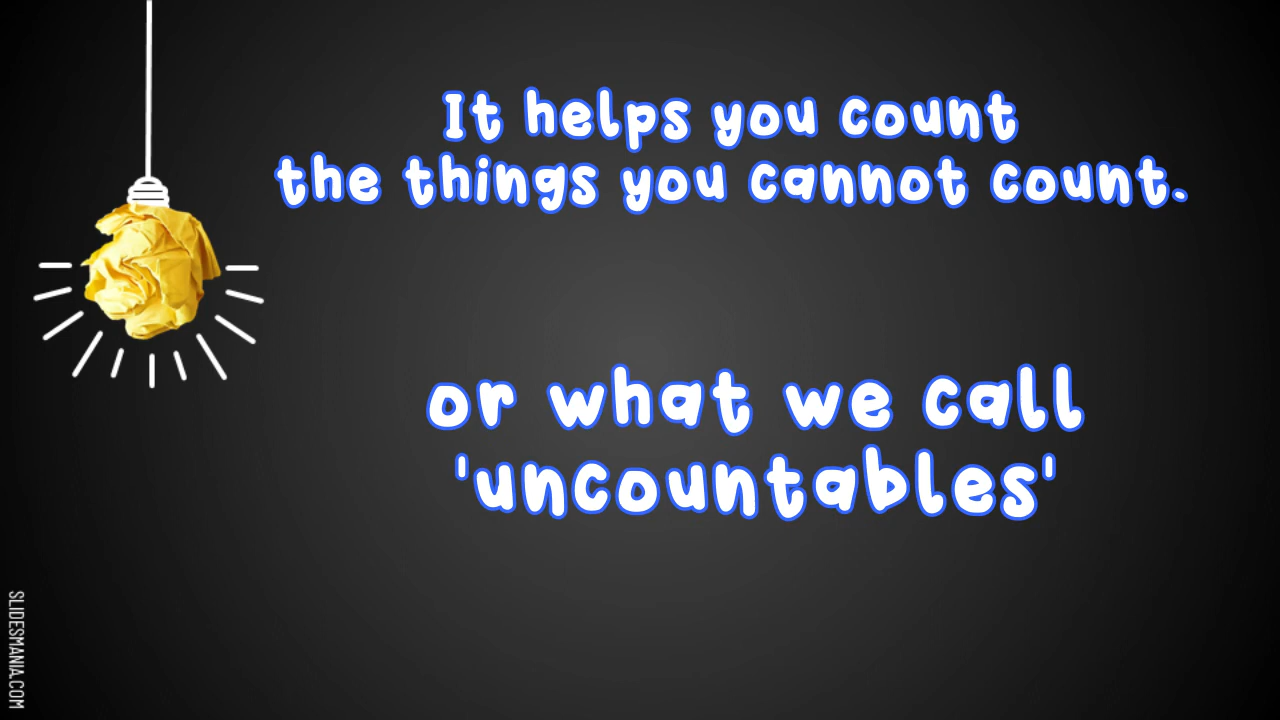 It helps you count
the things you cannot count.
or what we call
'uncountables'
SLIDESMANIA.COM